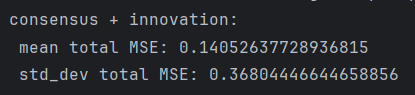 consensus + innovation:
mean total MSE: 0.14052637728936815
std_dev total MSE: 0.36804446644658856